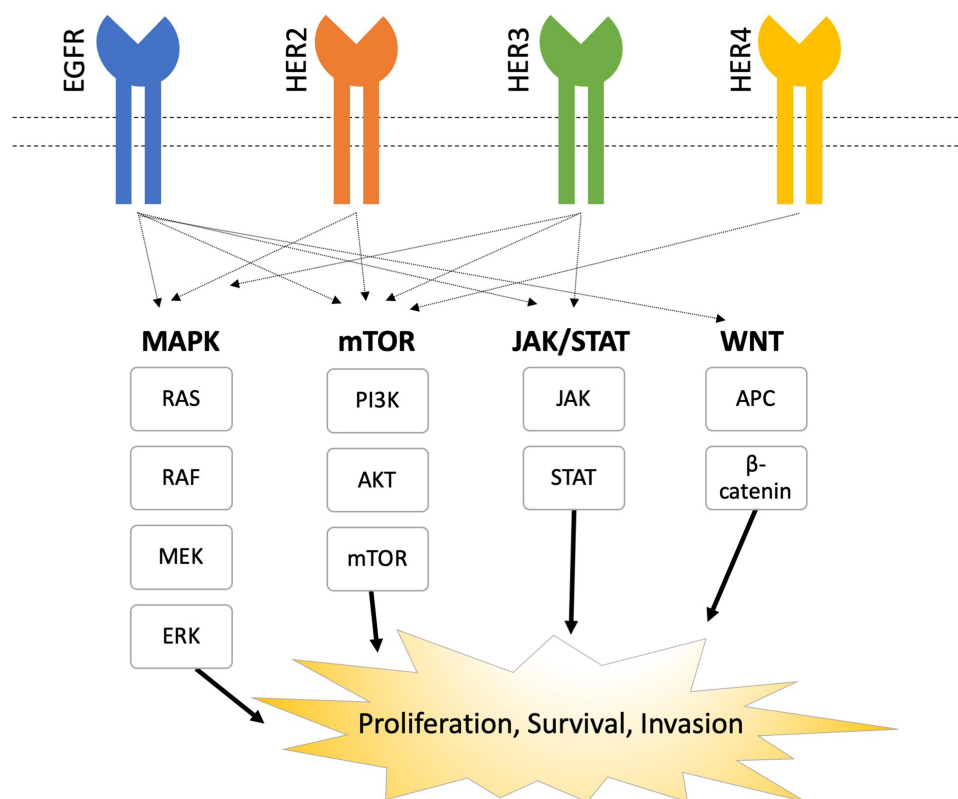 EGFR
HER2
HER3
HER4
MAPK
mTOR
JAK/STAT
WNT
RAS
PI3K
JAK
APC
RAF
AKT
STAT
β-
catenin
MEK
mTOR
ERK
Proliferation, Survival, Invasion